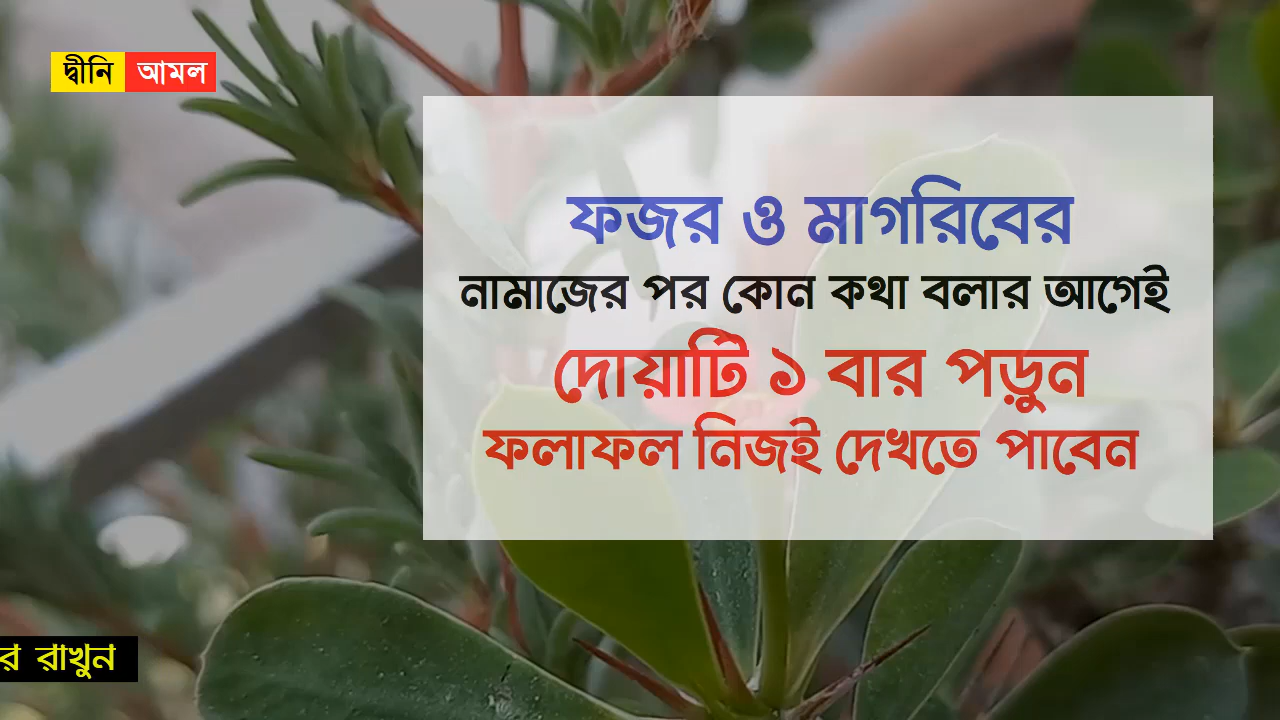 দ্বীনি আমল
ফজর ও মাগরিবের
নামাজের পর কোন কথা বলার আগেই
দোয়াটি ১ বার পড়ুন
ফলাফল নিজই দেখতে পাবেন
র রাখুন